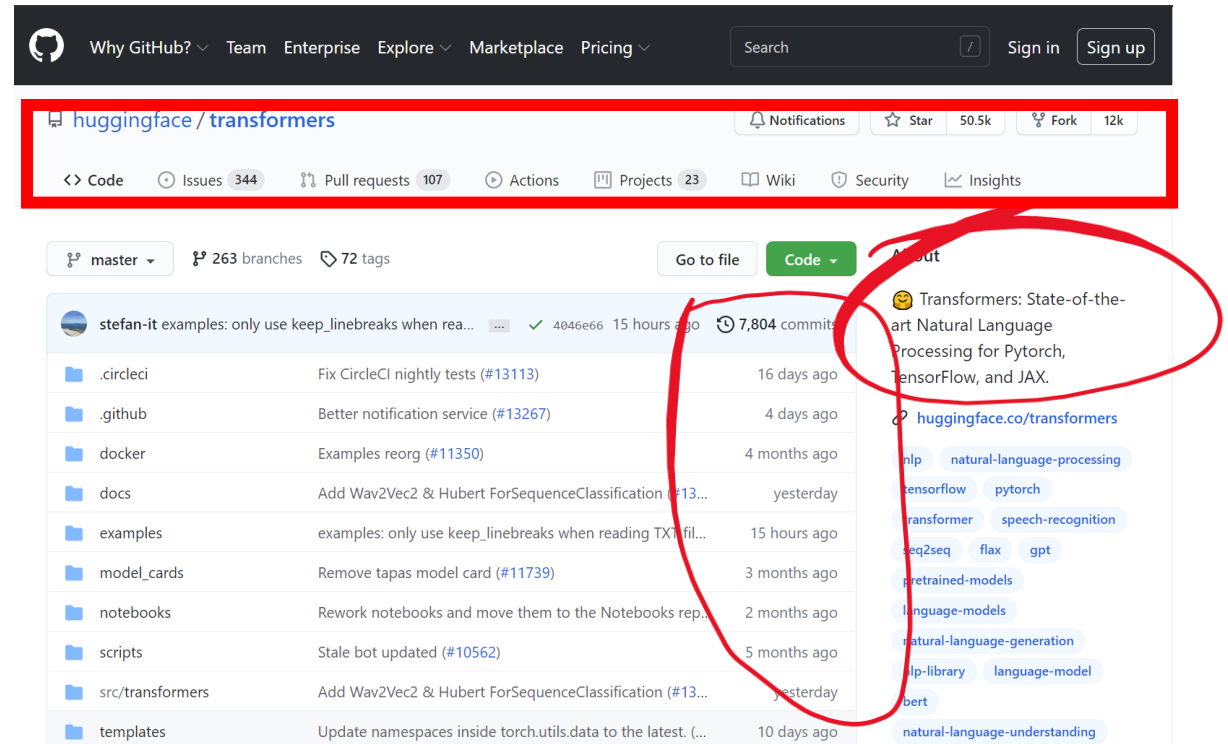 Why GitHub? Team Enterprise Explore Marketplace Pricing Search / Sign in Sign up
huggingface / transformers Notifications Star 50.5k Fork 12k
Code Issues 344 Pull requests 107 Actions Projects 23 Wiki Security Insights
master 263 branches 72 tags Go to file Code
stefan-it examples: only use keep_linebreaks when rea... ... 4046e66 15 hours ago 7,804 commits
.circleci Fix CircleCI nightly tests (#13113) 16 days ago
.github Better notification service (#13267) 4 days ago
docker Examples reorg (#11350) 4 months ago
docs Add Wav2Vec2 & Hubert ForSequenceClassification (#13... yesterday
examples examples: only use keep_linebreaks when reading TXT fil... 15 hours ago
model_cards Remove tapas model card (#11739) 3 months ago
notebooks Rework notebooks and move them to the Notebooks rep... 2 months ago
scripts Stale bot updated (#10562) 5 months ago
src/transformers Add Wav2Vec2 & Hubert ForSequenceClassification (#13... yesterday
templates Update namespaces inside torch.utils.data to the latest. (... 10 days ago
About
🤗 Transformers: State-of-the-
art Natural Language
Processing for Pytorch,
TensorFlow, and JAX.
huggingface.co/transformers
nlp natural-language-processing
tensorflow pytorch
transformer speech-recognition
seq2seq flax gpt
pretrained-models
language-models
natural-language-generation
nlp-library language-model
bert
natural-language-understanding